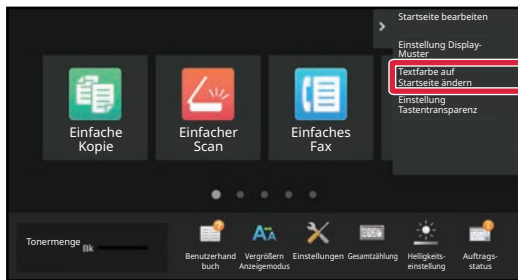 Startseite bearbeiten
Einstellung Display-
Muster
Textfarbe auf
Startseite ändern
Einstellung
Tastentransparenz
Einfache
Kopie
Einfacher
Scan
Einfaches
Fax
Tonermenge
Bk
Benutzerhand
buch
Vergrößern
Anzeigemodus
Einstellungen
Gesamtzählung
Helligkeits-
einstellung
Auftrags-
status